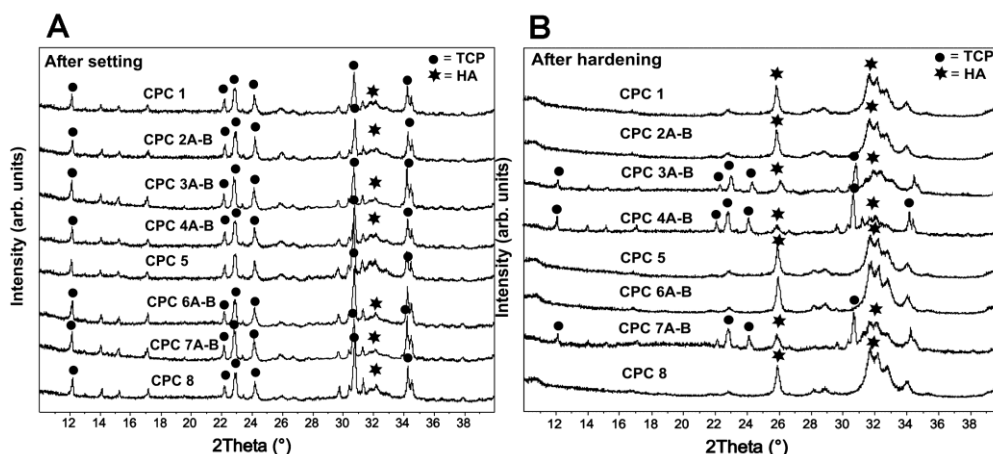 A
After setting
● = TCP
✶ = HA
CPC 1
CPC 2A-B
CPC 3A-B
CPC 4A-B
CPC 5
CPC 6A-B
CPC 7A-B
CPC 8
Intensity (arb. units)
12 14 16 18 20 22 24 26 28 30 32 34 36 38
2Theta (°)
B
After hardening
● = TCP
✶ = HA
CPC 1
CPC 2A-B
CPC 3A-B
CPC 4A-B
CPC 5
CPC 6A-B
CPC 7A-B
CPC 8
Intensity (arb. units)
12 14 16 18 20 22 24 26 28 30 32 34 36 38
2Theta (°)